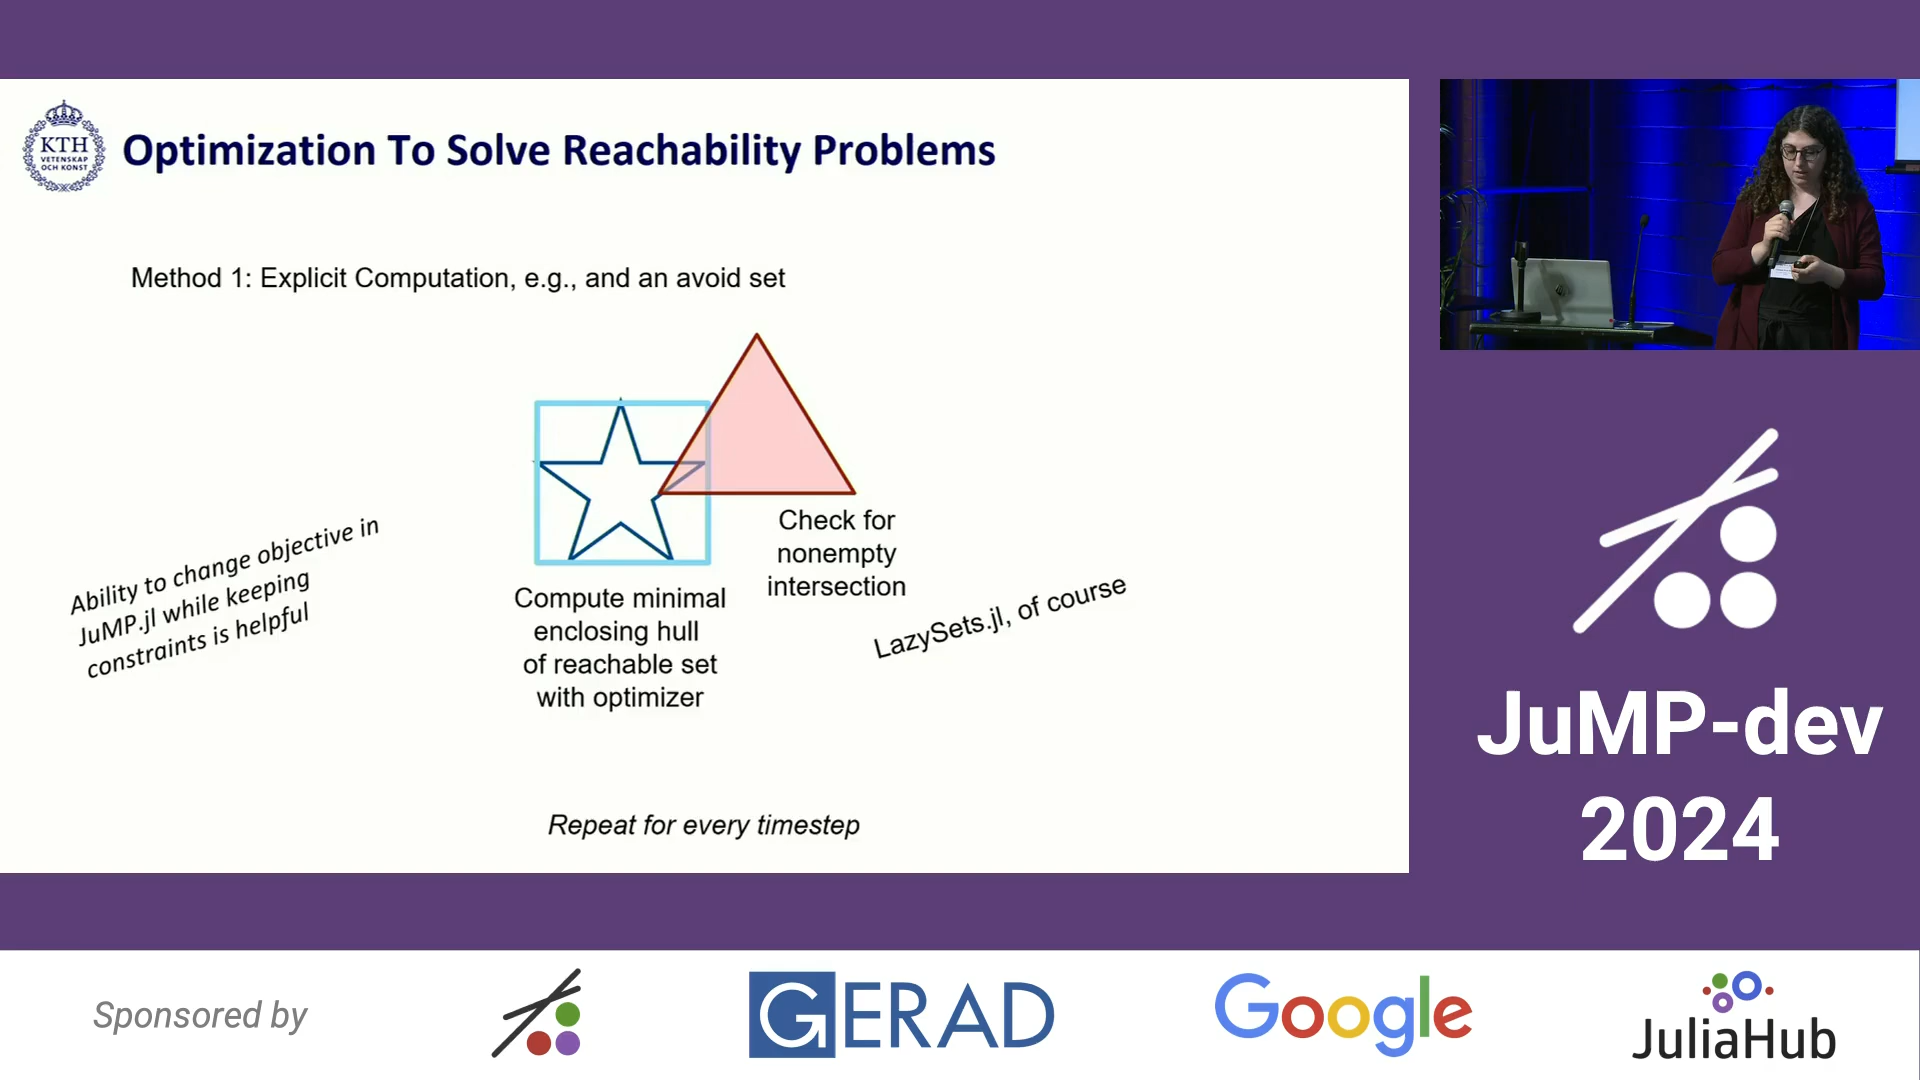 KTH
VETENSKAP
OCH KONST
Optimization To Solve Reachability Problems
Method 1: Explicit Computation, e.g., and an avoid set
Ability to change objective in
JuMP.jl while keeping
constraints is helpful
Compute minimal
enclosing hull
of reachable set
with optimizer
Check for
nonempty
intersection
LazySets.jl, of course
Repeat for every timestep
JuMP-dev
2024
Sponsored by
GERAD
Google
JuliaHub